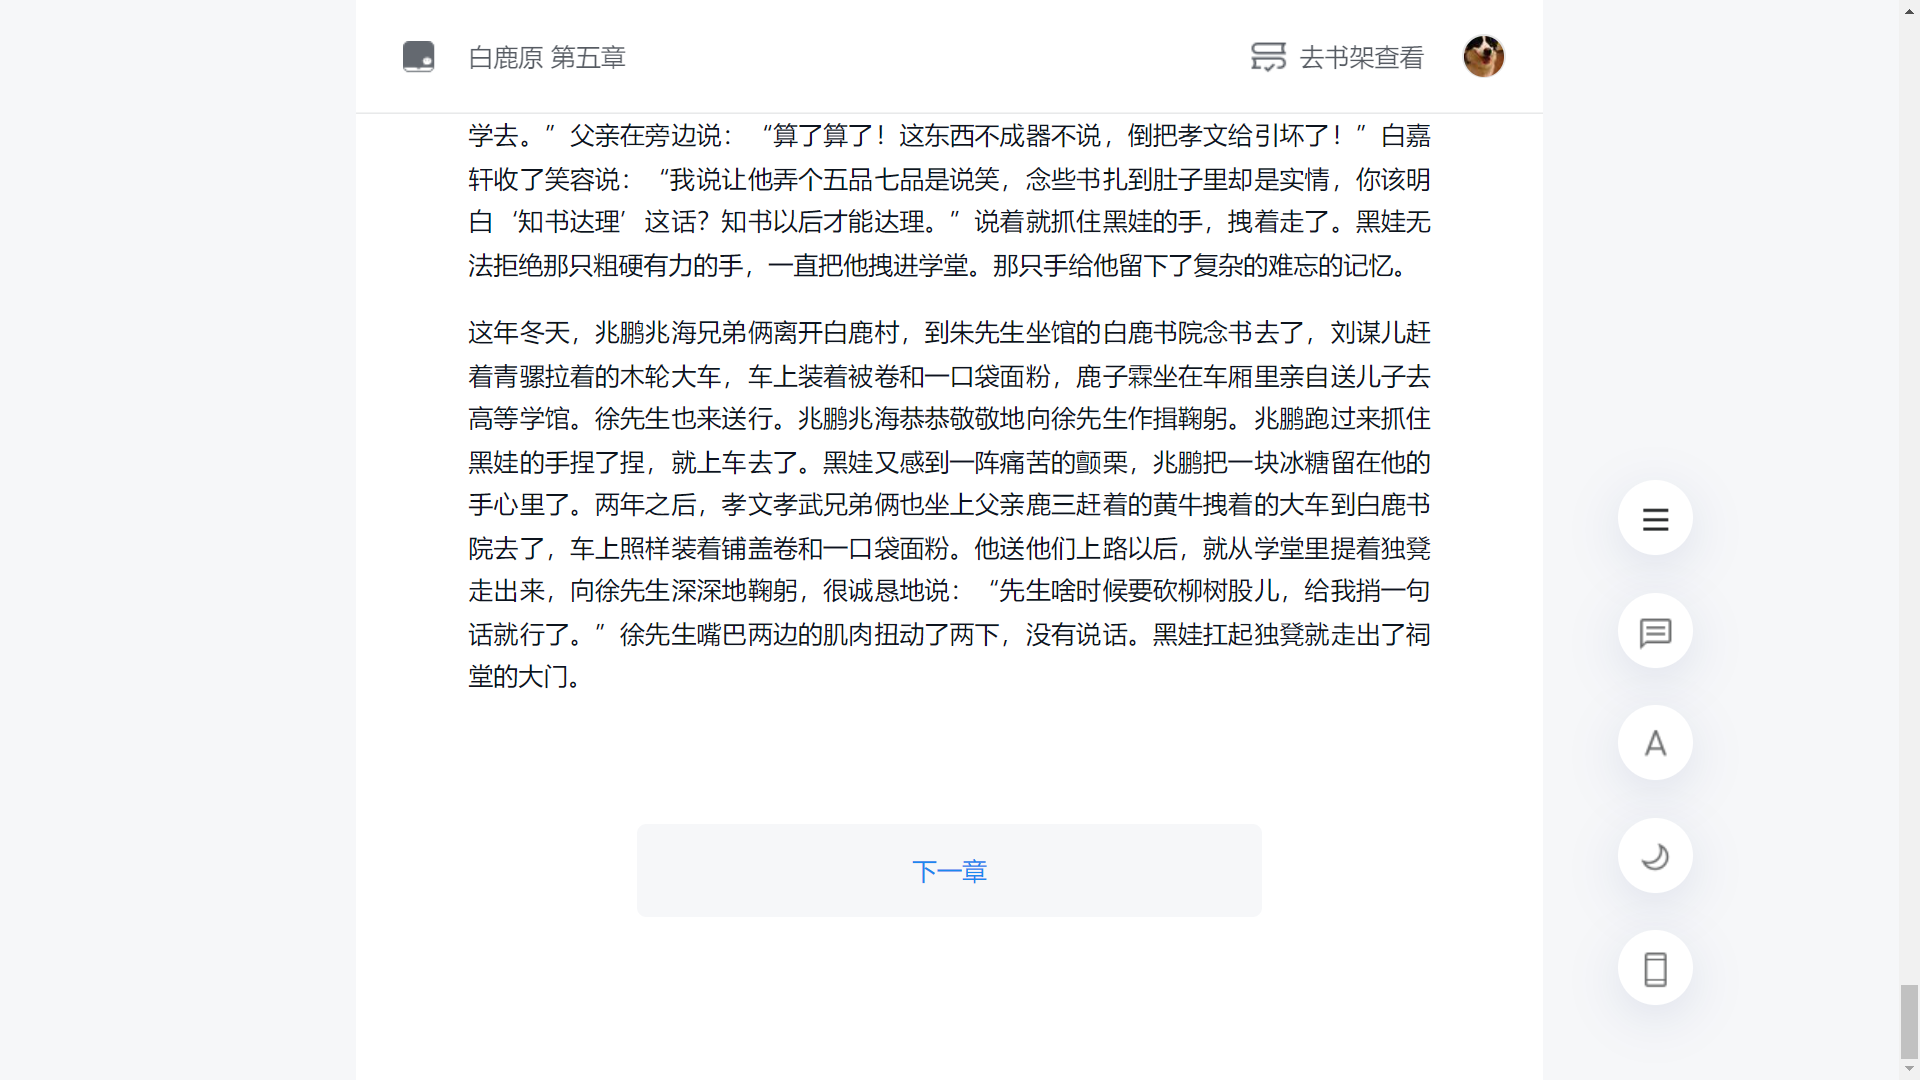 白鹿原 第五章
去书架查看
学去。”父亲在旁边说：“算了算了！这东西不成器不说，倒把孝文给引坏了！”白嘉
轩收了笑容说：“我说让他弄个五品七品是说笑，念些书扎到肚子里却是实情，你该明
白‘知书达理’这话？知书以后才能达理。”说着就抓住黑娃的手，拽着走了。黑娃无
法拒绝那只粗硬有力的手，一直把他拽进学堂。那只手给他留下了复杂的难忘的记忆。
这年冬天，兆鹏兆海兄弟俩离开白鹿村，到朱先生坐馆的白鹿书院念书去了，刘谋儿赶
着青骡拉着的木轮大车，车上装着被卷和一口袋面粉，鹿子霖坐在车厢里亲自送儿子去
高等学馆。徐先生也来送行。兆鹏兆海恭恭敬敬地向徐先生作揖鞠躬。兆鹏跑过来抓住
黑娃的手捏了捏，就上车去了。黑娃又感到一阵痛苦的颤栗，兆鹏把一块冰糖留在他的
手心里了。两年之后，孝文孝武兄弟俩也坐上父亲鹿三赶着的黄牛拽着的大车到白鹿书
院去了，车上照样装着铺盖卷和一口袋面粉。他送他们上路以后，就从学堂里提着独凳
走出来，向徐先生深深地鞠躬，很诚恳地说：“先生啥时候要砍柳树股儿，给我捎一句
话就行了。”徐先生嘴巴两边的肌肉扭动了两下，没有说话。黑娃扛起独凳就走出了祠
堂的大门。
下一章